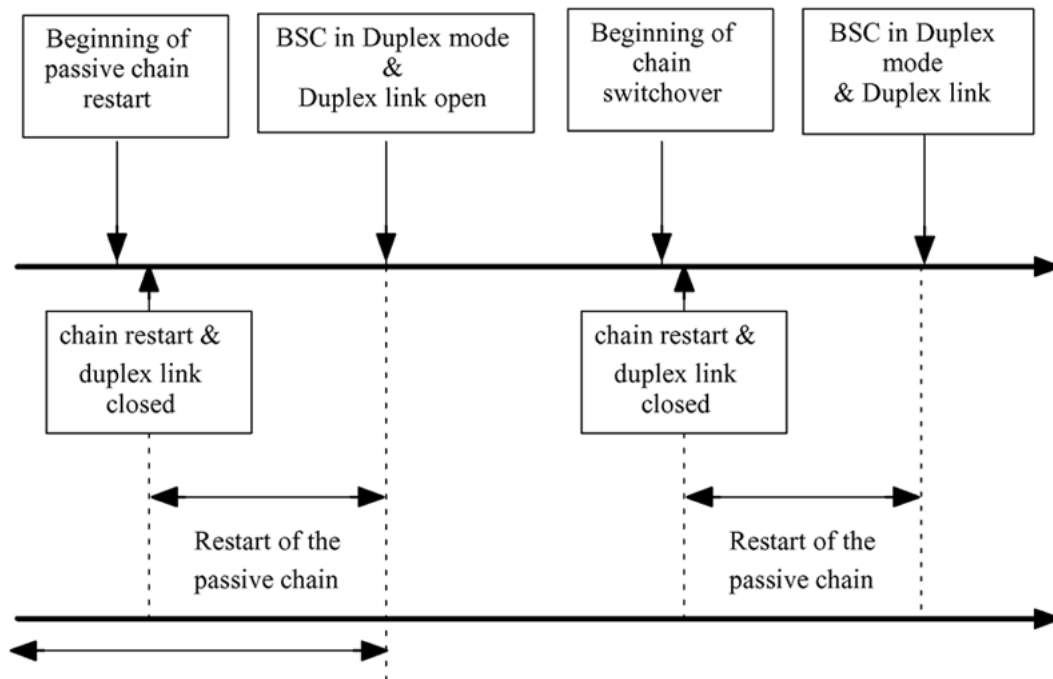 Beginning of
passive chain
restart
BSC in Duplex mode
&
Duplex link open
Beginning of
chain
switchover
BSC in Duplex
mode
& Duplex link
chain restart &
duplex link
closed
chain restart &
duplex link
closed
Restart of the
passive chain
Restart of the
passive chain